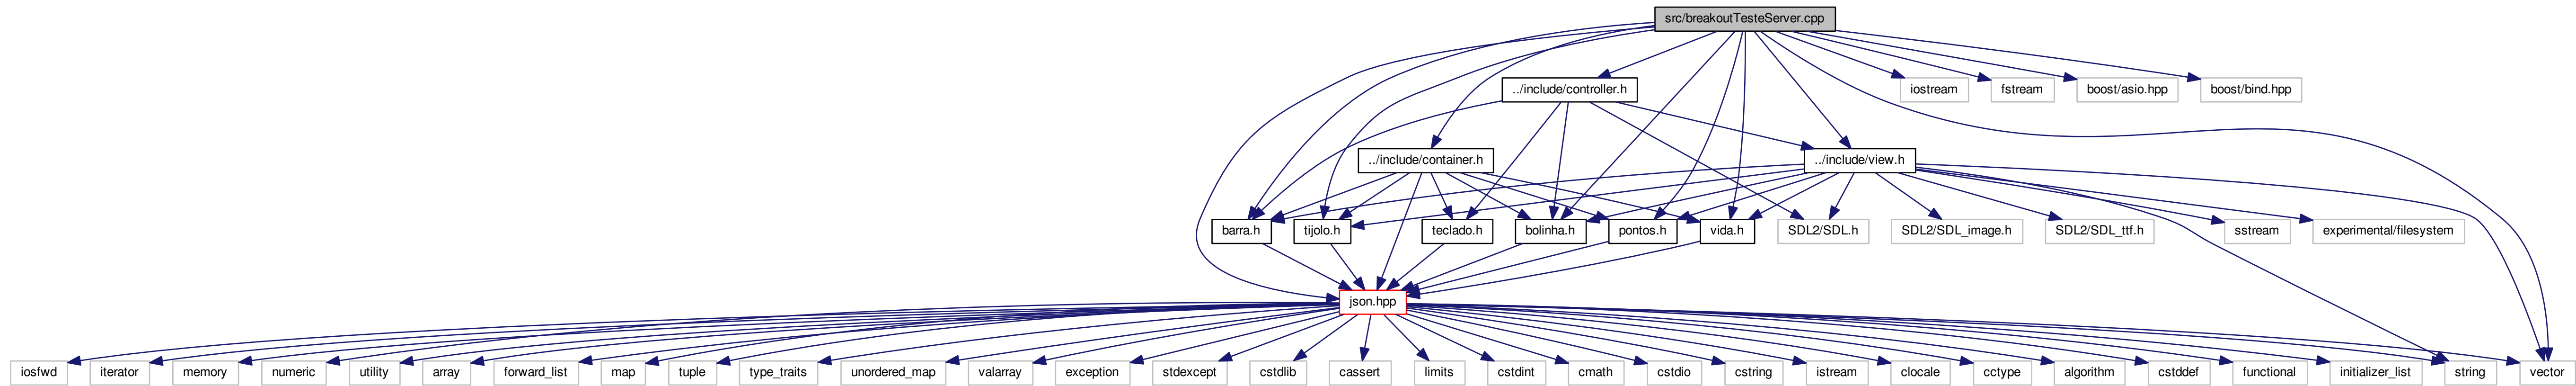 src/breakoutTesteServer.cpp
../include/controller.h
iostream
fstream
boost/asio.hpp
boost/bind.hpp
../include/container.h
../include/view.h
barra.h
tijolo.h
teclado.h
bolinha.h
pontos.h
vida.h
SDL2/SDL.h
SDL2/SDL_image.h
SDL2/SDL_ttf.h
sstream
experimental/filesystem
json.hpp
iosfwd
iterator
memory
numeric
utility
array
forward_list
map
tuple
type_traits
unordered_map
valarray
exception
stdexcept
cstdlib
cassert
limits
cstdint
cmath
cstdio
cstring
istream
clocale
cctype
algorithm
cstddef
functional
initializer_list
string
vector